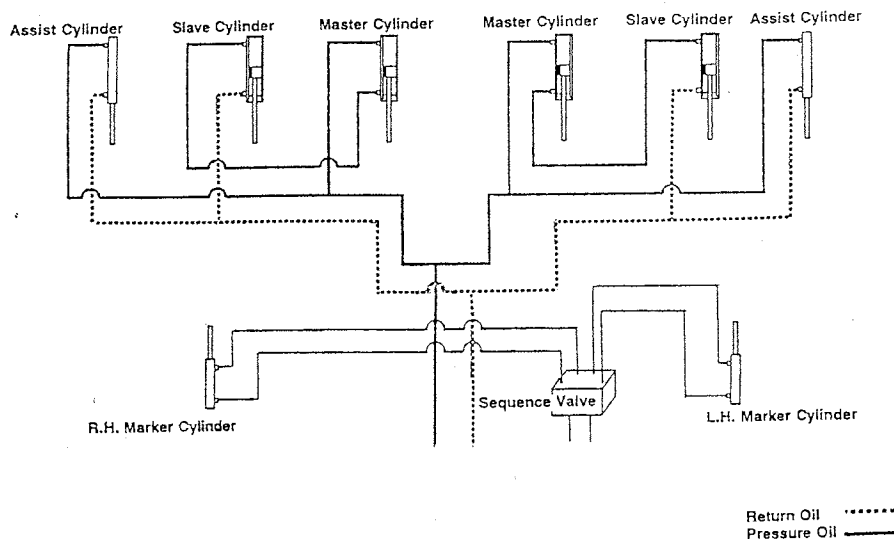 Assist Cylinder
Slave Cylinder
Master Cylinder
Master Cylinder
Slave Cylinder
Assist Cylinder
Sequence Valve
R.H. Marker Cylinder
L.H. Marker Cylinder
Return Oil
Pressure Oil